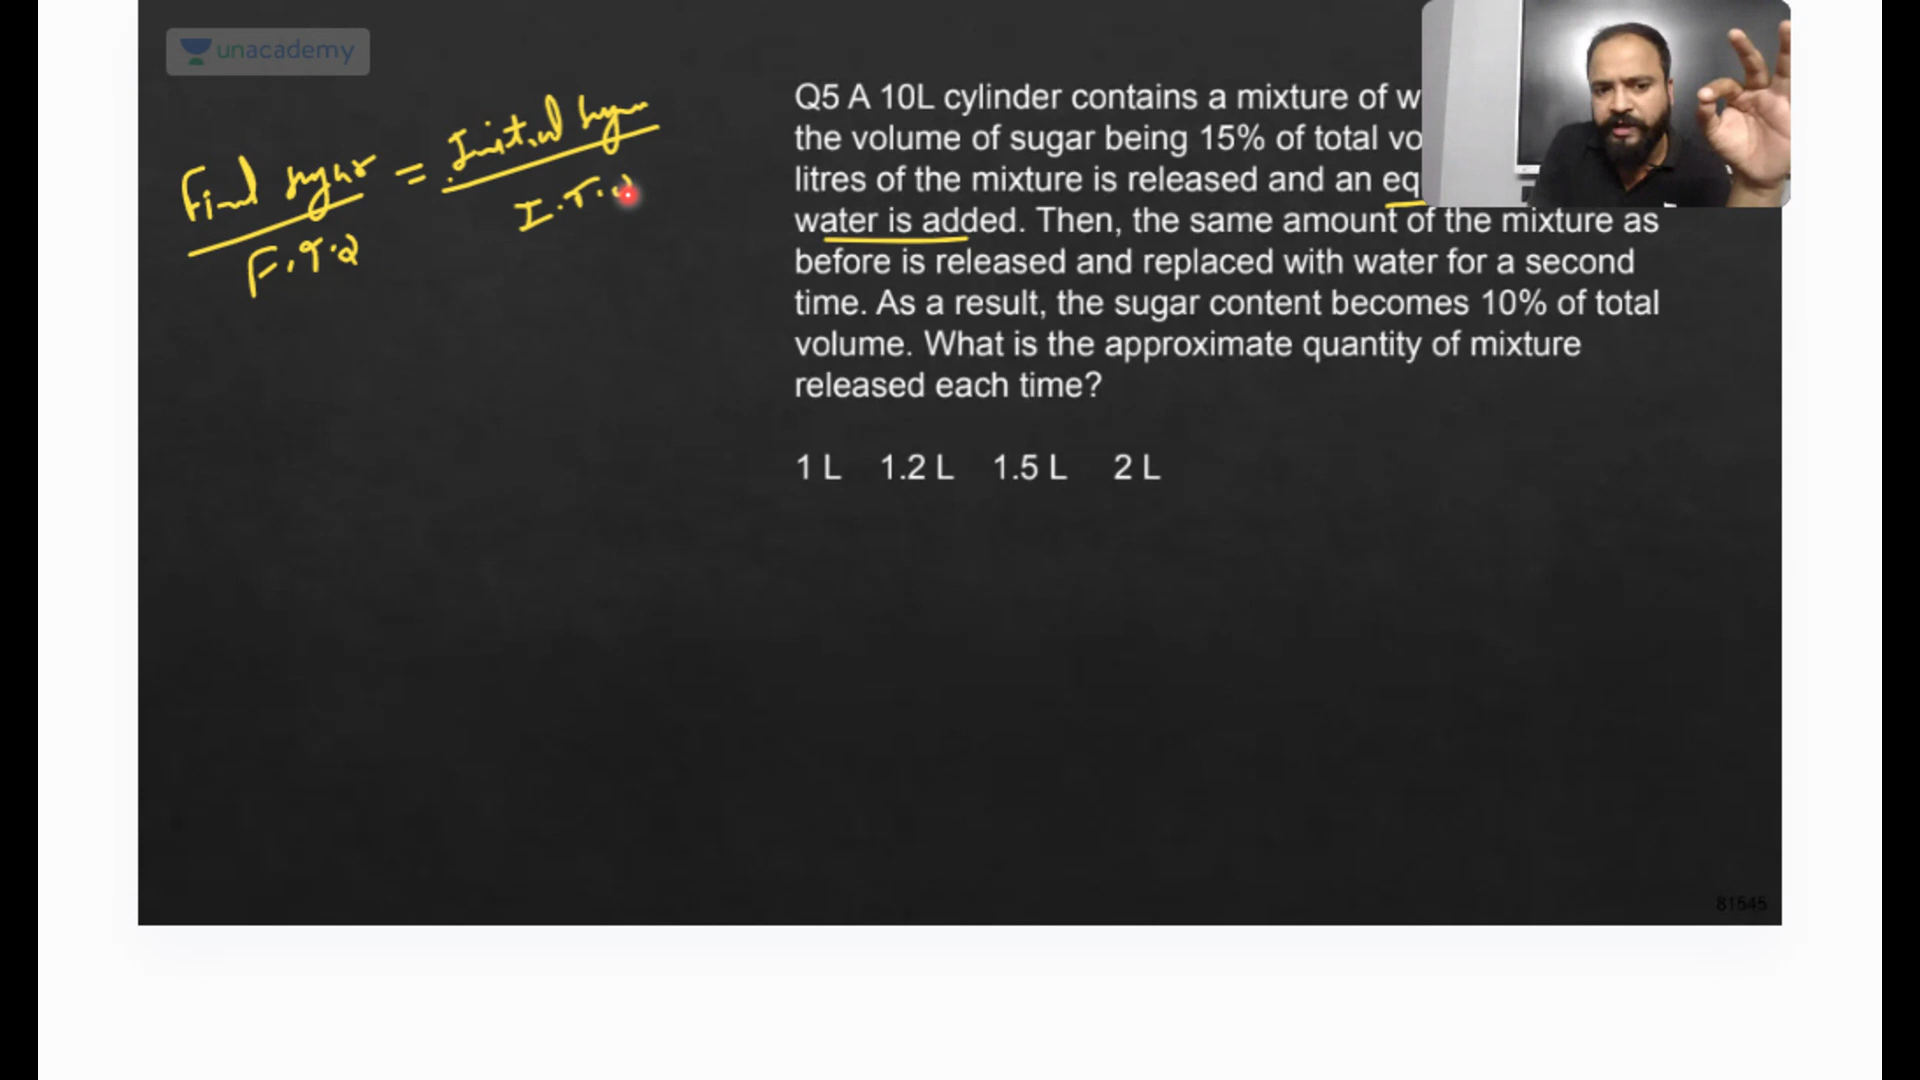 unacademy
Final sugar = Initial sugar
F.T.Q I.T.Q
Q5 A 10L cylinder contains a mixture of w
the volume of sugar being 15% of total vo
litres of the mixture is released and an eq
water is added. Then, the same amount of the mixture as
before is released and replaced with water for a second
time. As a result, the sugar content becomes 10% of total
volume. What is the approximate quantity of mixture
released each time?
1 L 1.2 L 1.5 L 2 L
81545